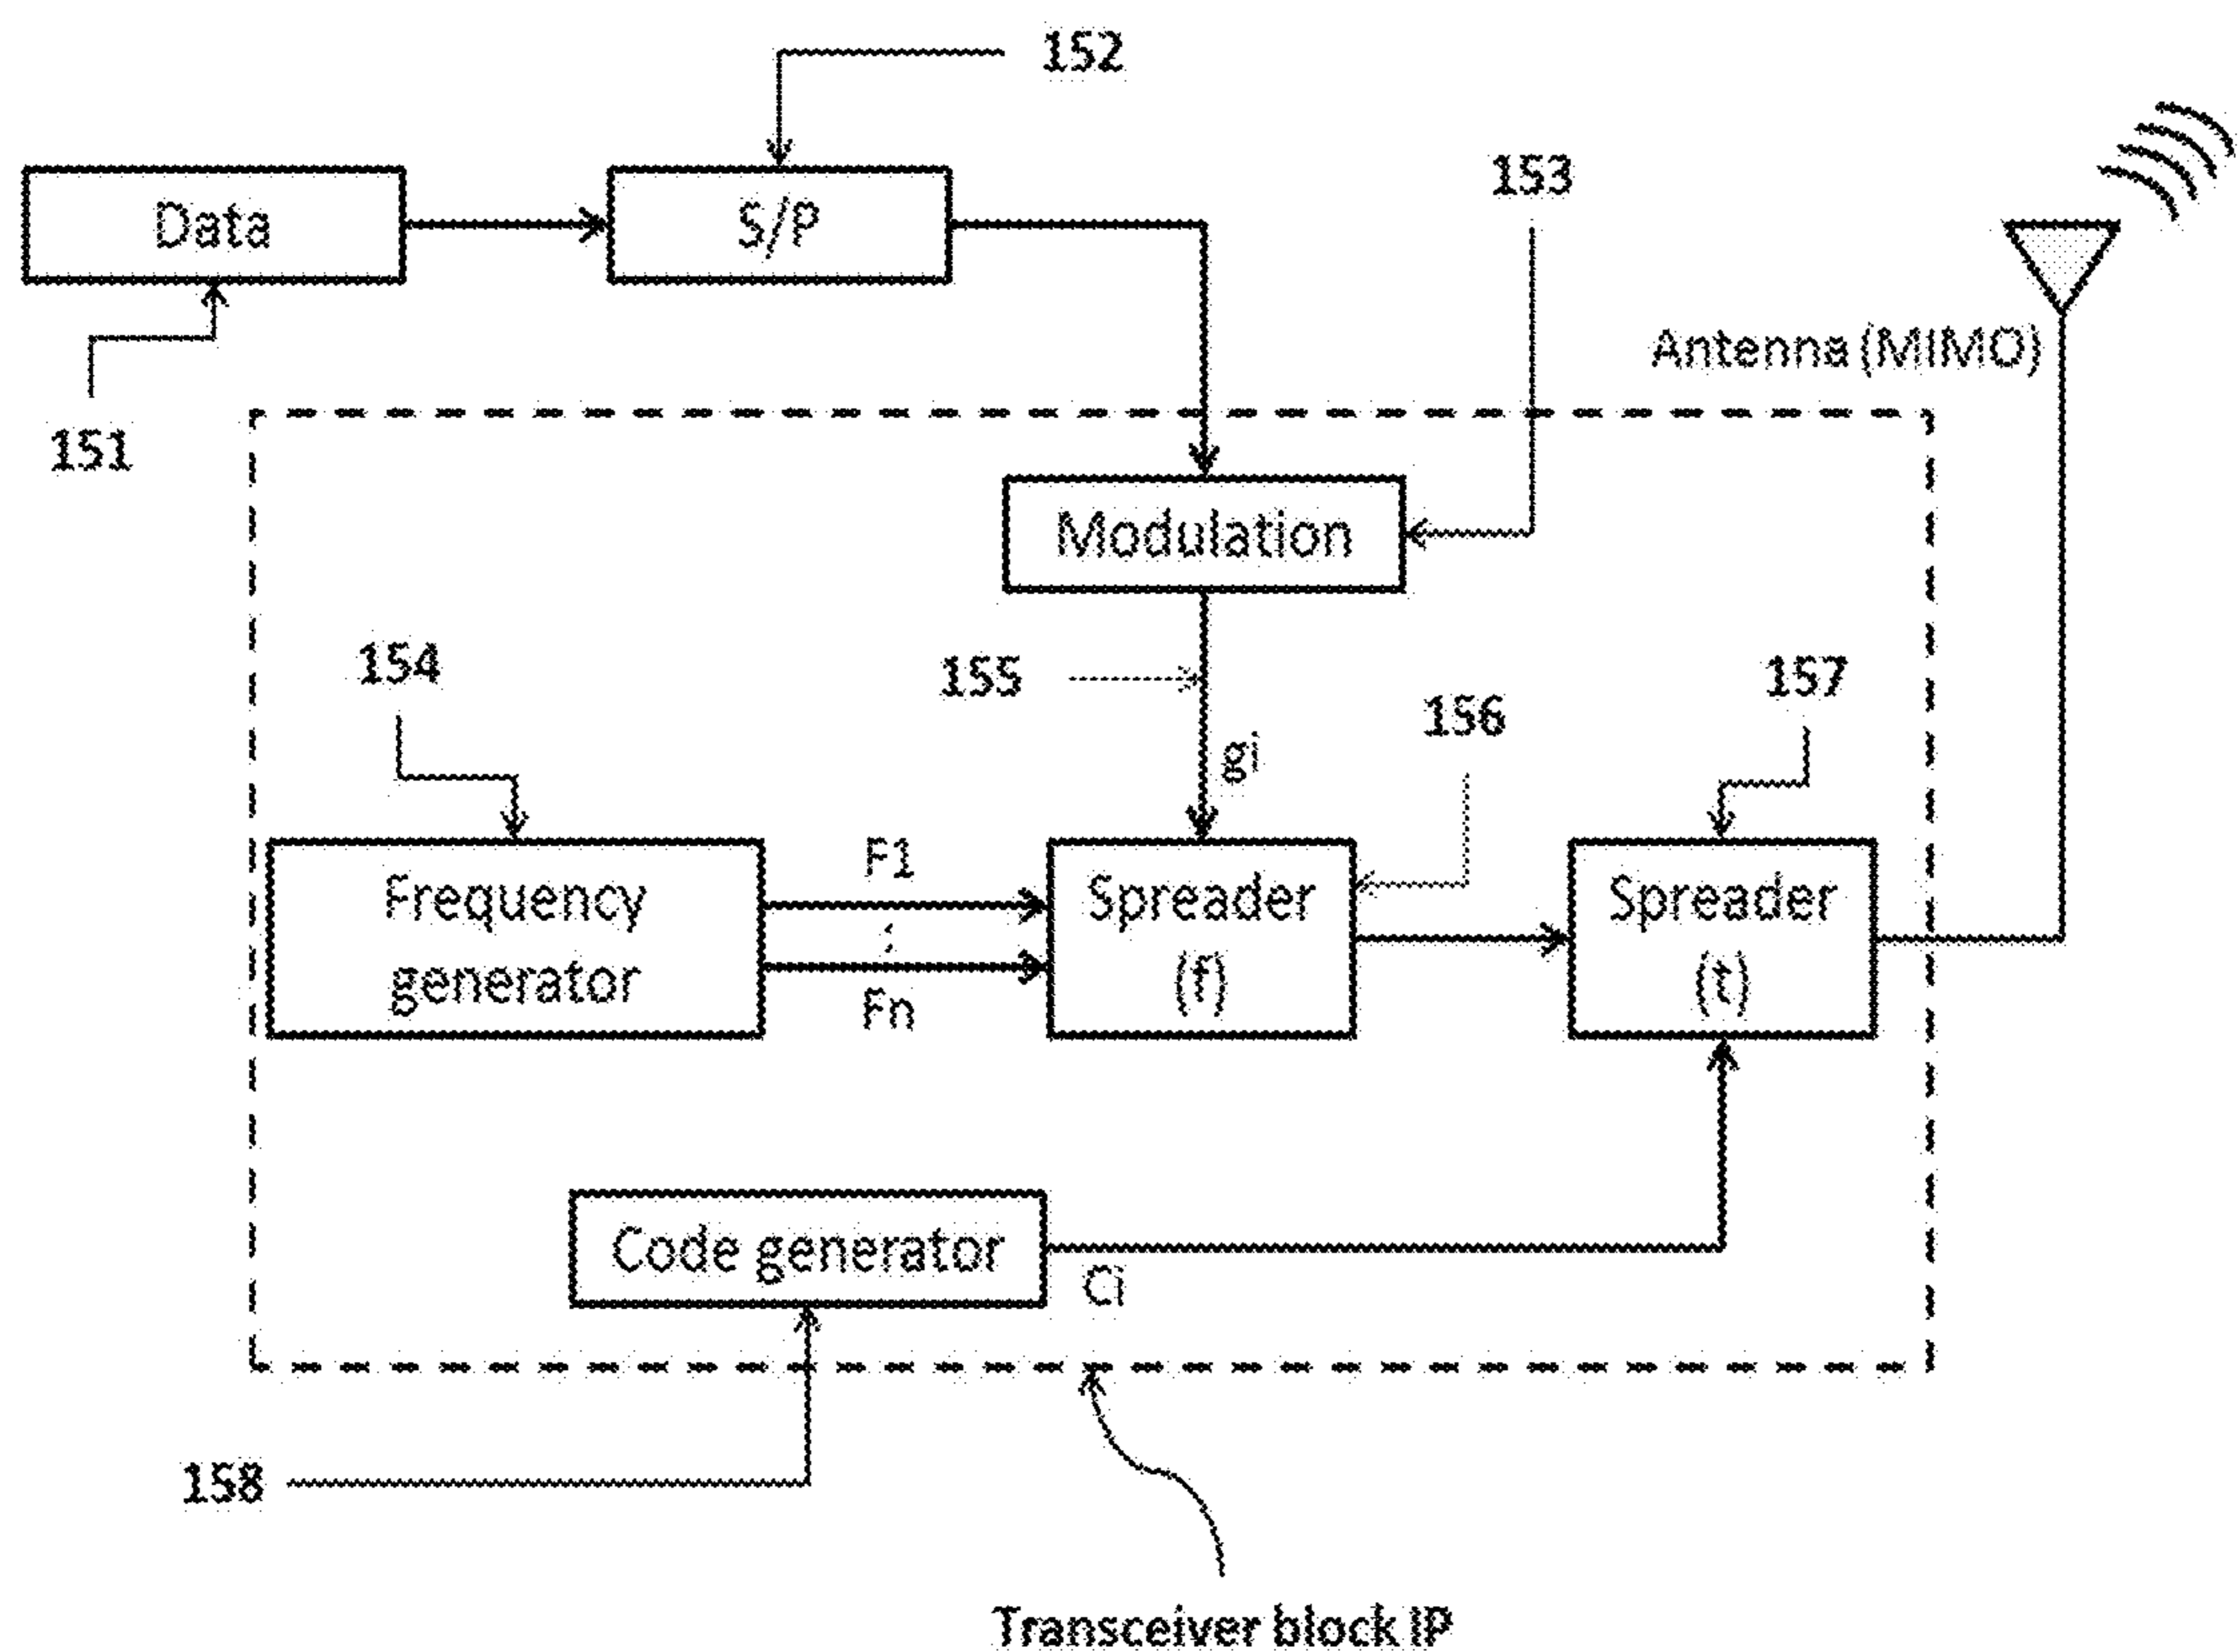 152
153
Data
S/P
Antenna (MIMO)
151
Modulation
154
155
157
156
gi
F1
:
Fn
Frequency
generator
Spreader
(f)
Spreader
(t)
Code generator
Ci
158
Transceiver block IP